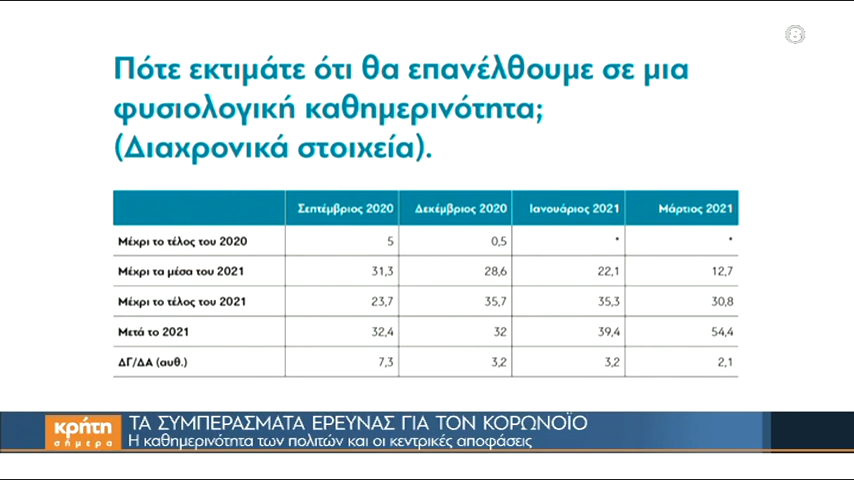 Πότε εκτιμάτε ότι θα επανέλθουμε σε μια
φυσιολογική καθημερινότητα;
(Διαχρονικά στοιχεία).
Σεπτέμβριος 2020 Δεκέμβριος 2020 Ιανουάριος 2021 Μάρτιος 2021
Μέχρι το τέλος του 2020 5 0,5 * *
Μέχρι τα μέσα του 2021 31,3 28,6 22,1 12,7
Μέχρι το τέλος του 2021 23,7 35,7 35,3 30,8
Μετά το 2021 32,4 32 39,4 54,4
ΔΓ/ΔΑ (αυθ.) 7,3 3,2 3,2 2,1
κρήτη
σήμερα
ΤΑ ΣΥΜΠΕΡΑΣΜΑΤΑ ΕΡΕΥΝΑΣ ΓΙΑ ΤΟΝ ΚΟΡΩΝΟΪΟ
Η καθημερινότητα των πολιτών και οι κεντρικές αποφάσεις